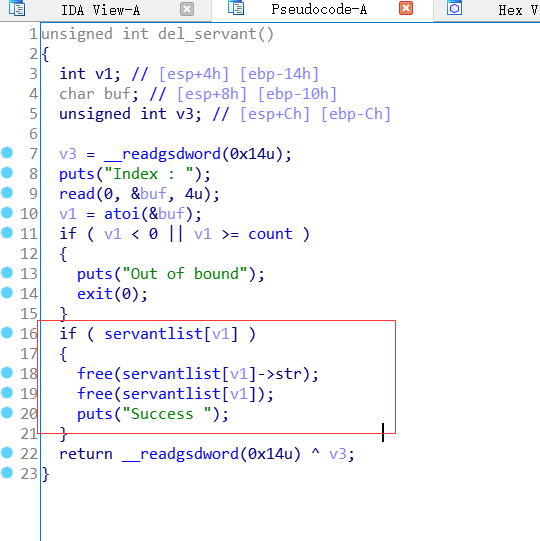 IDA View-A Pseudocode-A Hex V
1 unsigned int del_servant()
2 {
3 int v1; // [esp+4h] [ebp-14h]
4 char buf; // [esp+8h] [ebp-10h]
5 unsigned int v3; // [esp+Ch] [ebp-Ch]
6
7 v3 = __readgsdword(0x14u);
8 puts("Index : ");
9 read(0, &buf, 4u);
10 v1 = atoi(&buf);
11 if ( v1 < 0 || v1 >= count )
12 {
13 puts("Out of bound");
14 exit(0);
15 }
16 if ( servantlist[v1] )
17 {
18 free(servantlist[v1]->str);
19 free(servantlist[v1]);
20 puts("Success ");
21 }
22 return __readgsdword(0x14u) ^ v3;
23 }